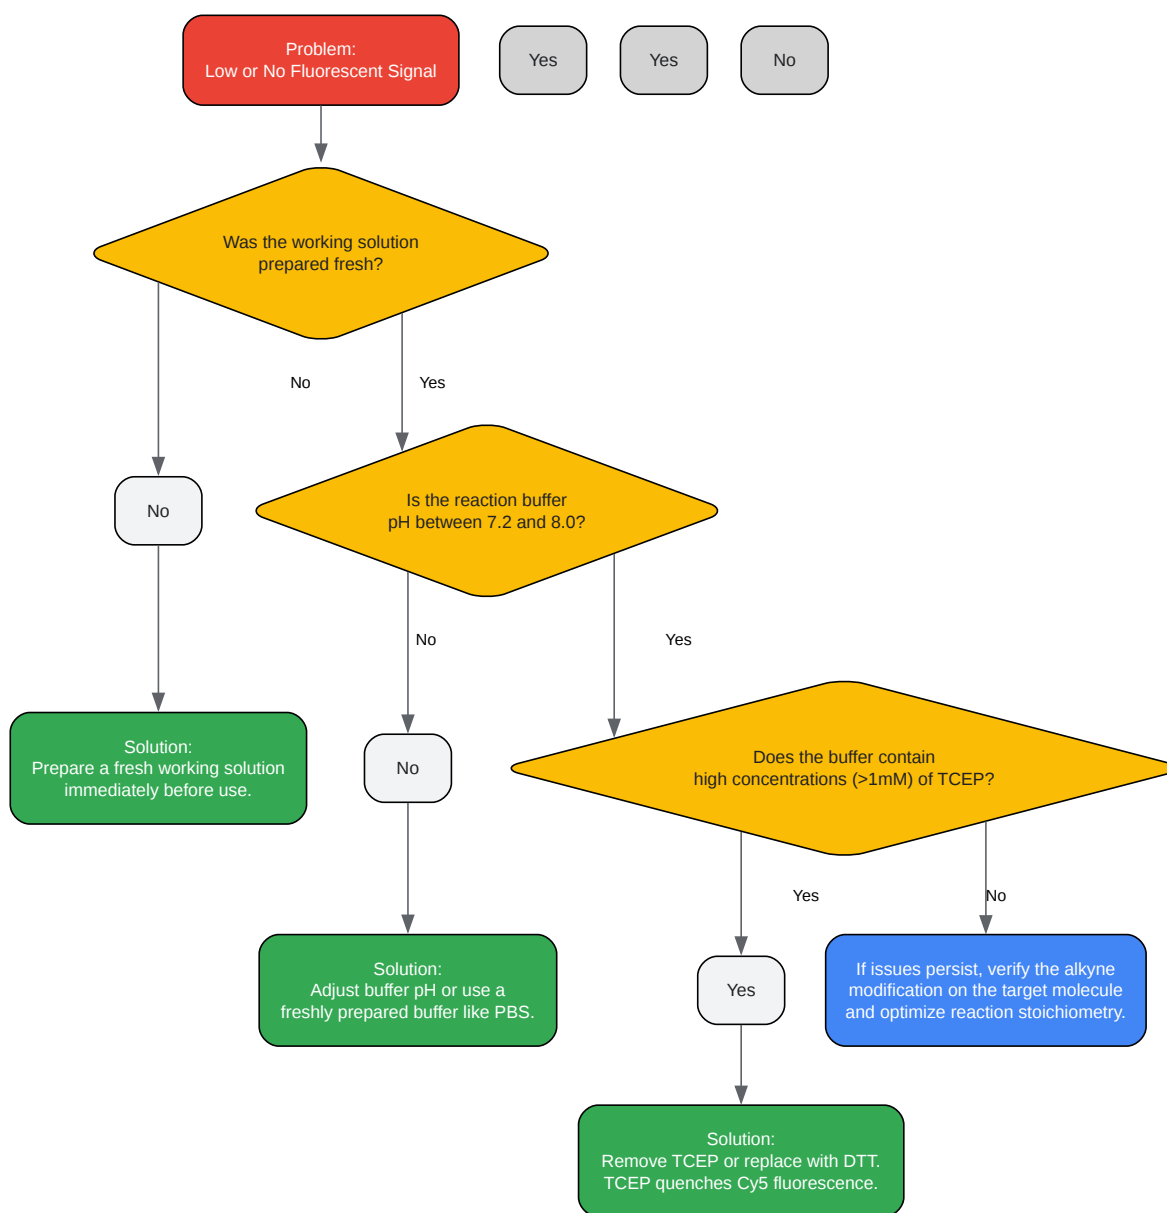 Problem:
Low or No Fluorescent Signal
Yes
Yes
No
Was the working solution
prepared fresh?
No
Yes
No
Is the reaction buffer
pH between 7.2 and 8.0?
No
Yes
Solution:
Prepare a fresh working solution
immediately before use.
No
Does the buffer contain
high concentrations (>1mM) of TCEP?
Yes
No
Solution:
Adjust buffer pH or use a
freshly prepared buffer like PBS.
Yes
If issues persist, verify the alkyne
modification on the target molecule
and optimize reaction stoichiometry.
Solution:
Remove TCEP or replace with DTT.
TCEP quenches Cy5 fluorescence.